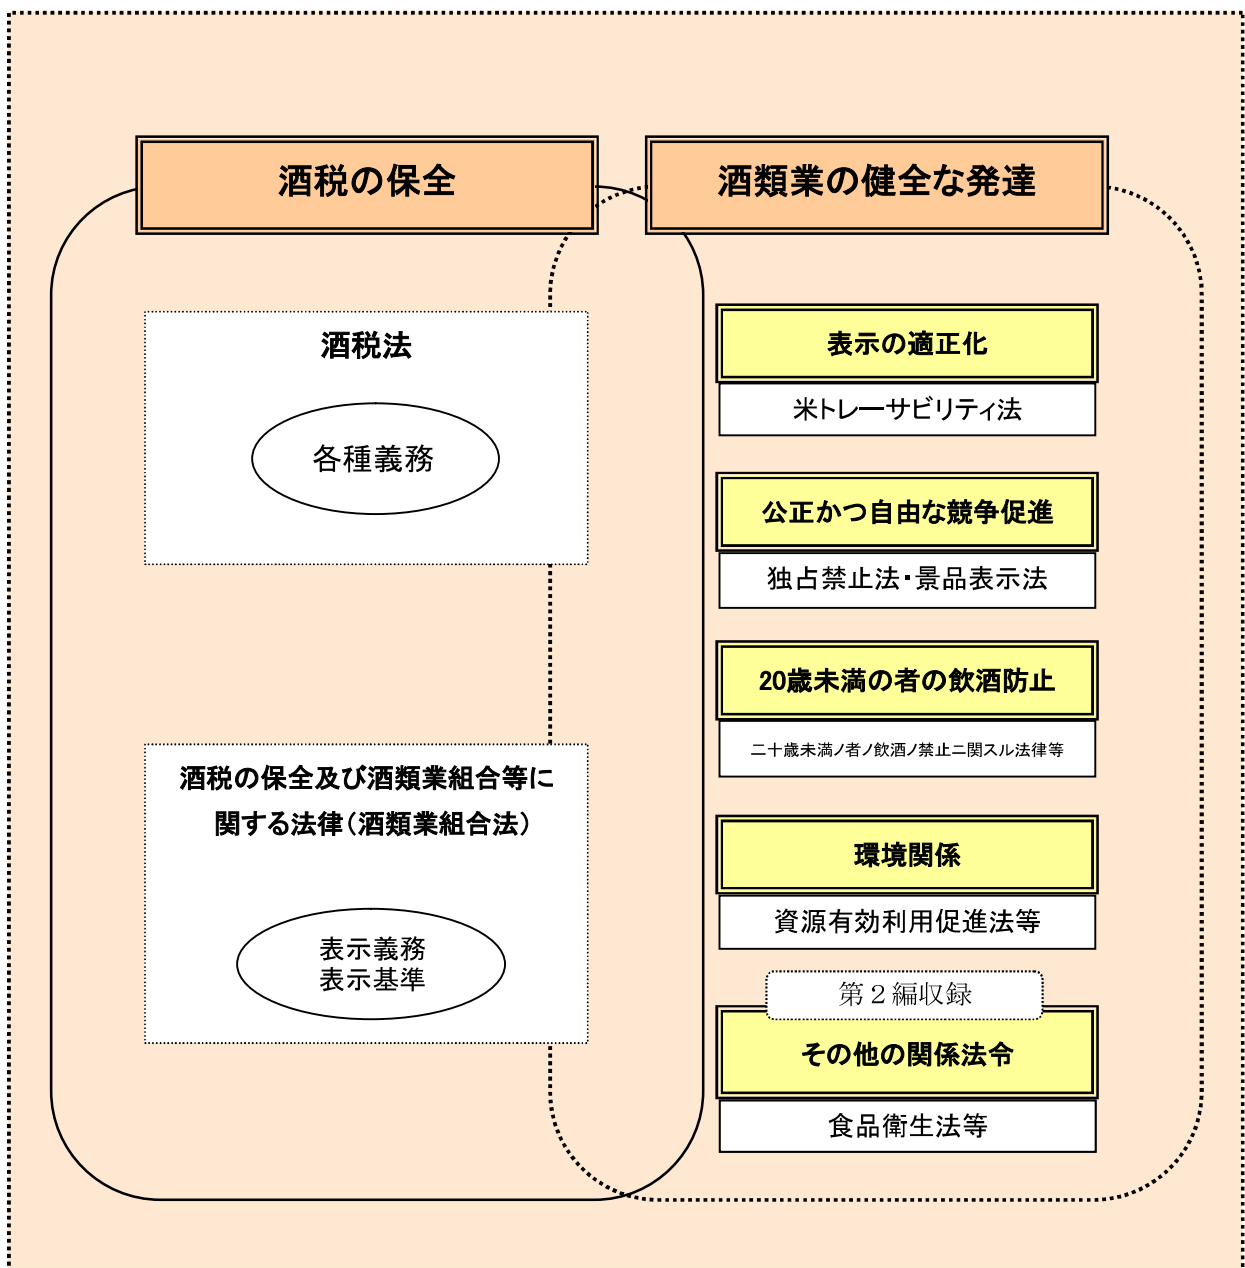 酒税の保全
酒類業の健全な発達
酒税法
各種義務
酒税の保全及び酒類業組合等に
関する法律（酒類業組合法）
表示義務
表示基準
表示の適正化
米トレーサビリティ法
公正かつ自由な競争促進
独占禁止法・景品表示法
20歳未満の者の飲酒防止
二十歳未満ノ者ノ飲酒ノ禁止ニ関スル法律等
環境関係
資源有効利用促進法等
第２編収録
その他の関係法令
食品衛生法等